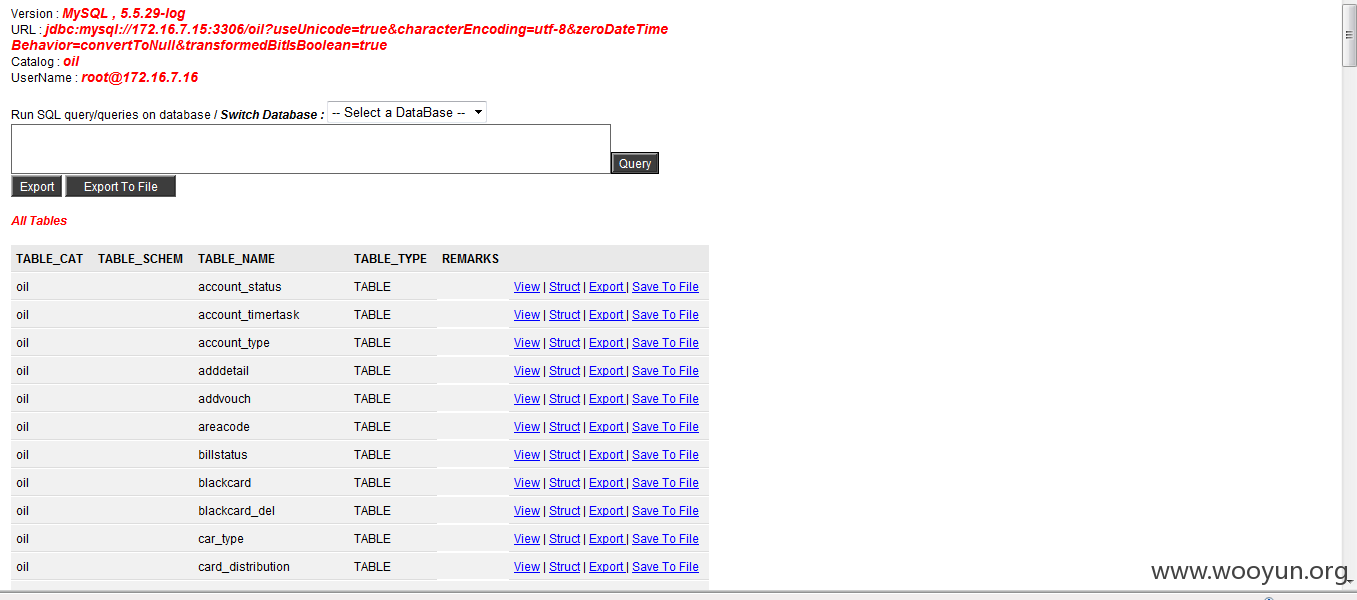 Version : MySQL , 5.5.29-log
URL : jdbc:mysql://172.16.7.15:3306/oil?useUnicode=true&characterEncoding=utf-8&zeroDateTime
Behavior=convertToNull&transformedBitIsBoolean=true
Catalog : oil
UserName : root@172.16.7.16
Run SQL query/queries on database / Switch Database : -- Select a DataBase --
Query
Export Export To File
All Tables
TABLE_CAT TABLE_SCHEM TABLE_NAME TABLE_TYPE REMARKS
oil account_status TABLE View | Struct | Export | Save To File
oil account_timertask TABLE View | Struct | Export | Save To File
oil account_type TABLE View | Struct | Export | Save To File
oil adddetail TABLE View | Struct | Export | Save To File
oil addvouch TABLE View | Struct | Export | Save To File
oil areacode TABLE View | Struct | Export | Save To File
oil billstatus TABLE View | Struct | Export | Save To File
oil blackcard TABLE View | Struct | Export | Save To File
oil blackcard_del TABLE View | Struct | Export | Save To File
oil car_type TABLE View | Struct | Export | Save To File
oil card_distribution TABLE View | Struct | Export | Save To File
www.wooyun.org